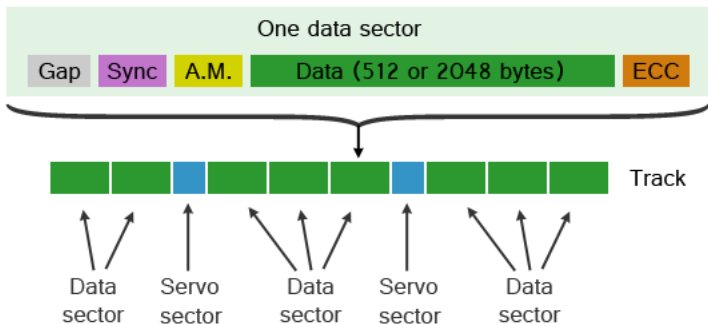 One data sector
Gap Sync A.M. Data (512 or 2048 bytes) ECC
Track
Data Servo Data Servo Data
sector sector sector sector sector